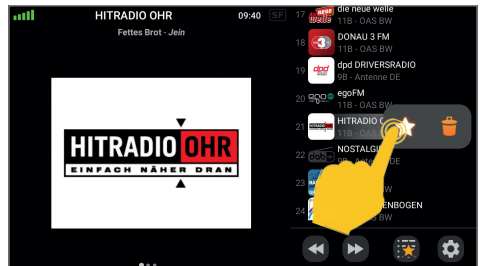 HITRADIO OHR
09:40
SF
Fettes Brot - Jein
HITRADIO OHR
EINFACH NÄHER DRAN
17 die neue welle
11B - OAS BW
18 DONAU 3 FM
11B - OAS BW
19 dpd DRIVERSRADIO
9B - Antenne DE
20 egoFM
11B - OAS BW
21 HITRADIO
11B - OAS
22 NOSTALGI
9B - Antenne DE
23
BW
24 ENBOGEN
OAS BW